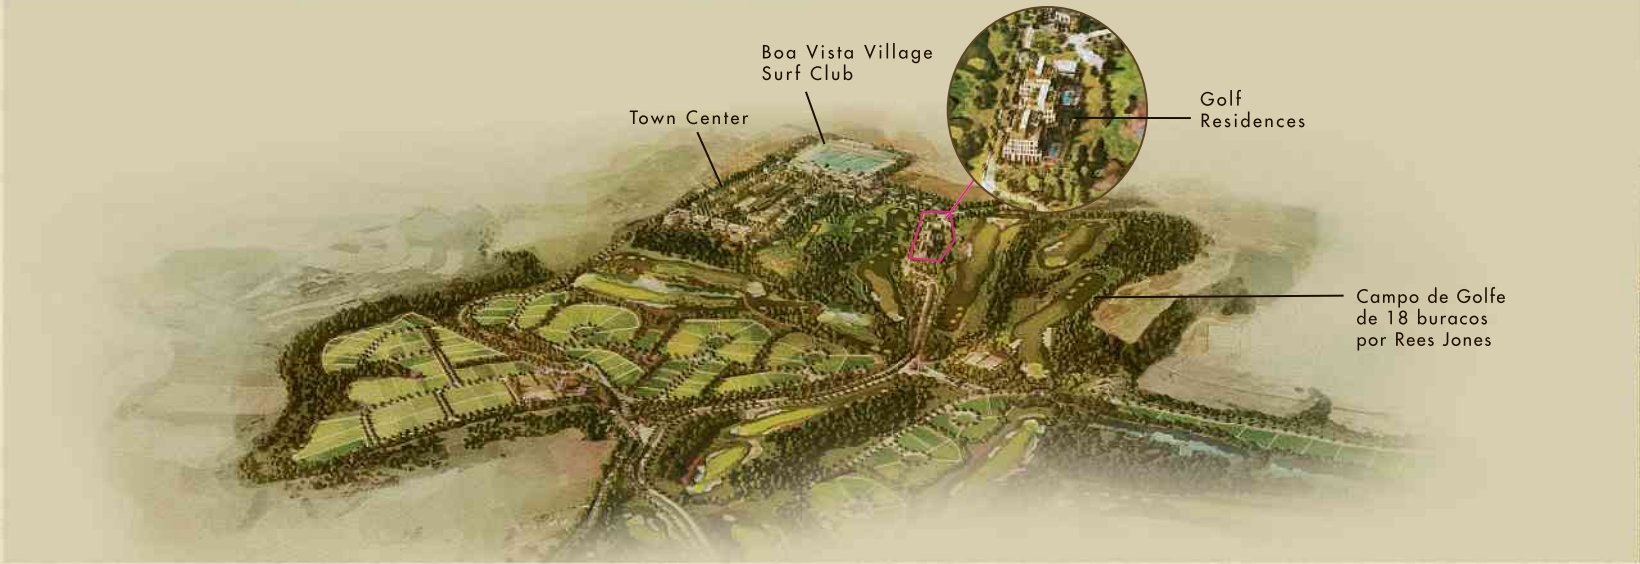 Boa Vista Village
Surf Club
Town Center
Golf
Residences
Campo de Golfe
de 18 buracos
por Rees Jones